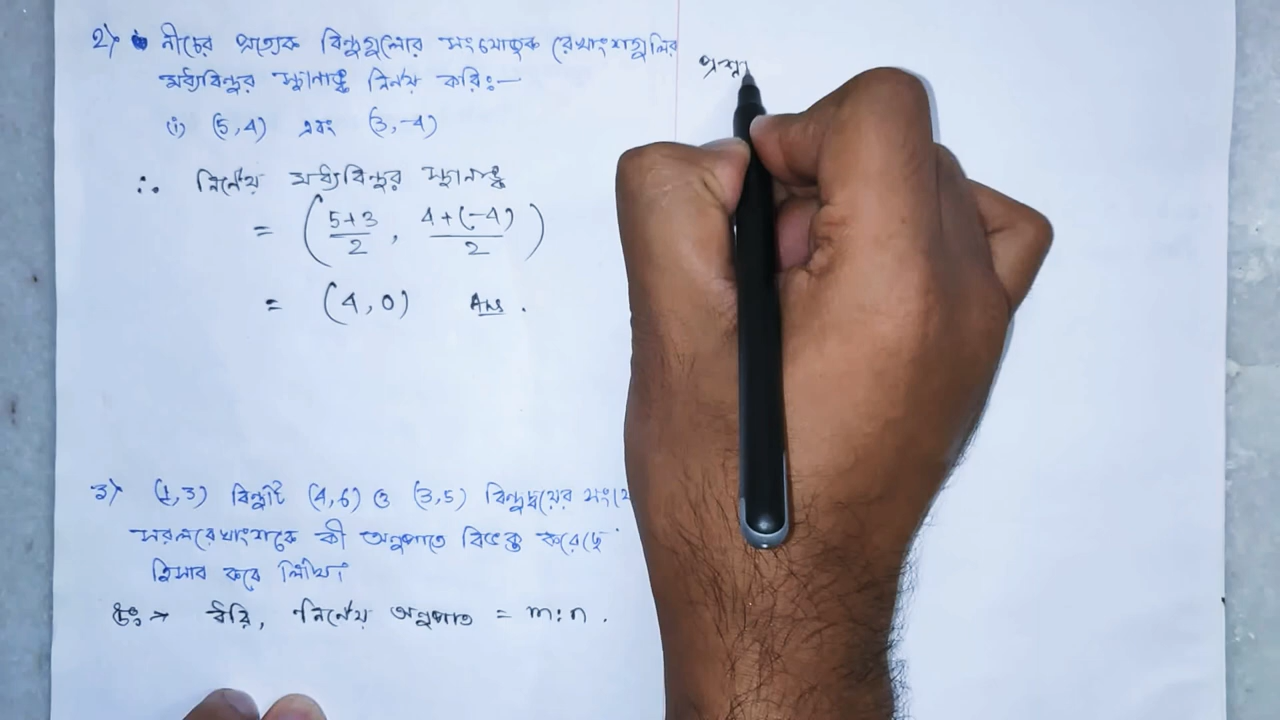 2) নীচের প্রত্যেক বিন্দুগুলোর সংযোজক রেখাংশগুলির
মধ্যবিন্দুর স্থানাঙ্ক নির্ণয় করি:—
(i) (5,4) এবং (3,-4)
∴ নির্ণেয় মধ্যবিন্দুর স্থানাঙ্ক
= ( 5+3/2 , 4+(-4)/2 )
= (4,0) Ans.
3) (1,3) বিন্দুটি (4,6) ও (3,5) বিন্দুদ্বয়ের
সরলরেখাংশকে কী অনুপাতে বিভক্ত করেছে
হিসাব করে লিখি।
উঃ→ ধরি, নির্ণেয় অনুপাত = m:n.
প্রশ্ন